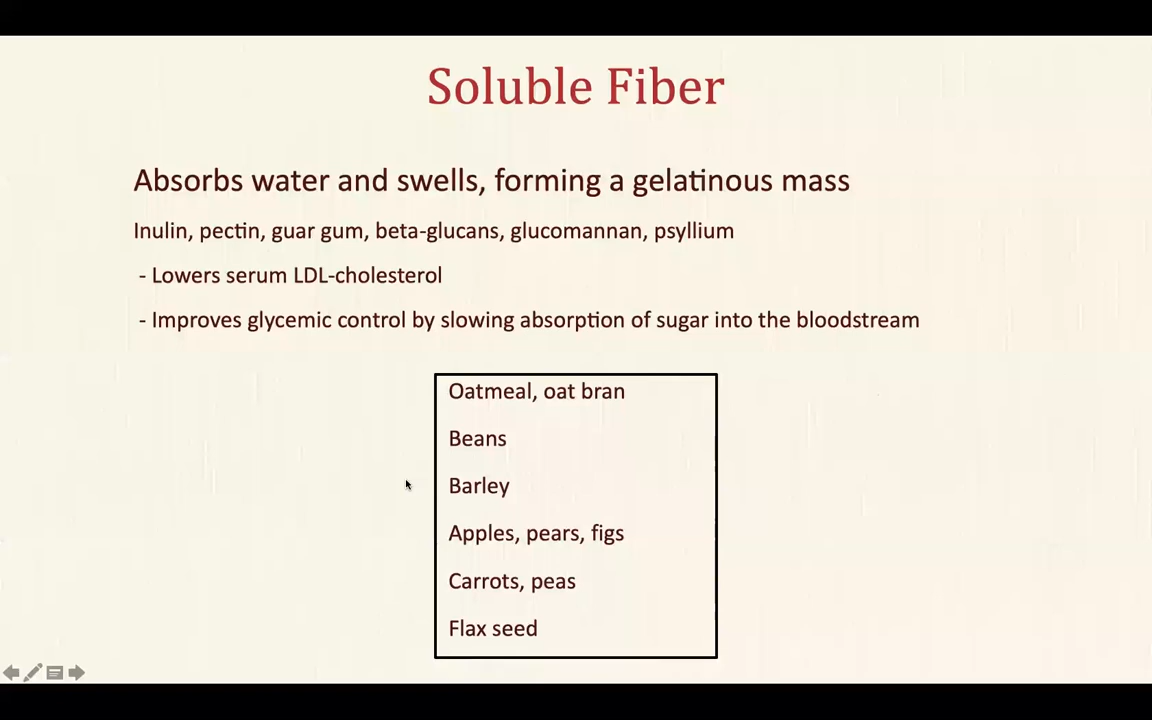 Soluble Fiber
Absorbs water and swells, forming a gelatinous mass
Inulin, pectin, guar gum, beta-glucans, glucomannan, psyllium
- Lowers serum LDL-cholesterol
- Improves glycemic control by slowing absorption of sugar into the bloodstream
Oatmeal, oat bran
Beans
Barley
Apples, pears, figs
Carrots, peas
Flax seed